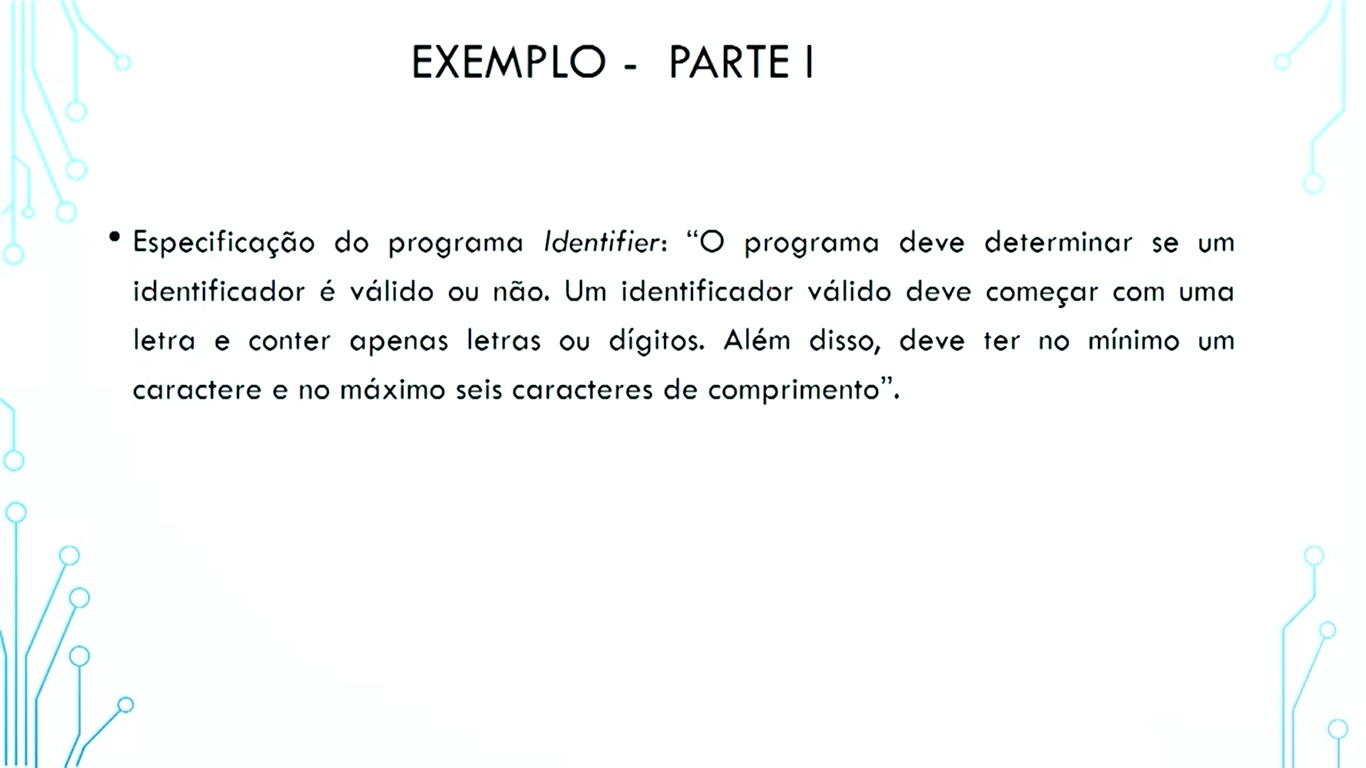 EXEMPLO - PARTE I
• Especificação do programa Identifier: “O programa deve determinar se um
identificador é válido ou não. Um identificador válido deve começar com uma
letra e conter apenas letras ou dígitos. Além disso, deve ter no mínimo um
caractere e no máximo seis caracteres de comprimento”.